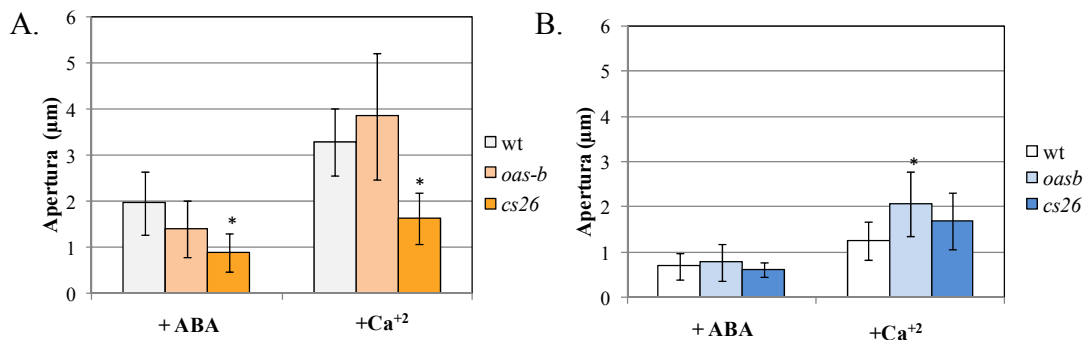 A.
6
5
4
3
2
1
0
Apertura (μm)
+ ABA
+Ca⁺²
*
*
wt
oas-b
cs26
B.
6
5
4
3
2
1
0
Apertura (μm)
+ ABA
+Ca⁺²
*
wt
oasb
cs26